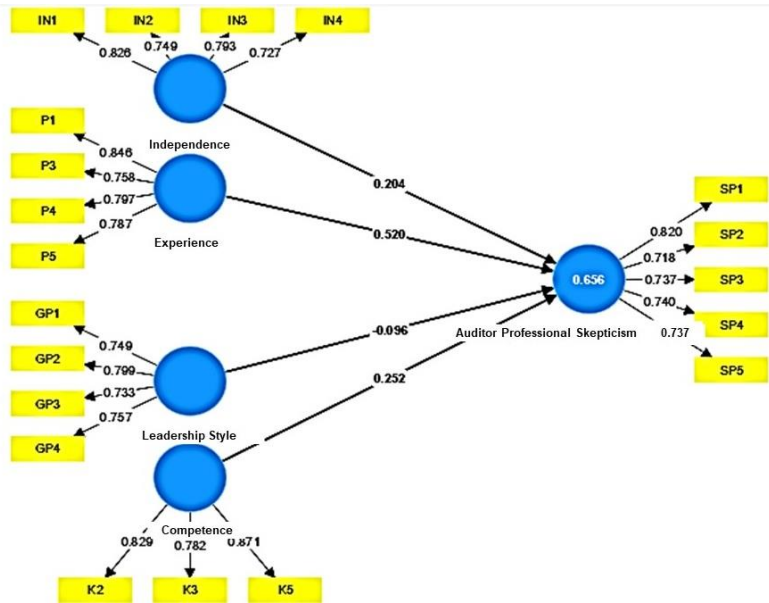 IN1 IN2 IN3 IN4
0.826 0.749 0.793 0.727
Independence
P1
P3
P4
P5
0.846
0.758
0.797
0.787
Experience
GP1
GP2
GP3
GP4
0.749
0.799
0.733
0.757
Leadership Style
Competence
0.829 0.782 0.871
K2 K3 K5
0.204
0.520
-0.096
0.252
0.656
Auditor Professional Skepticism
0.820
0.718
0.737
0.740
0.737
SP1
SP2
SP3
SP4
SP5